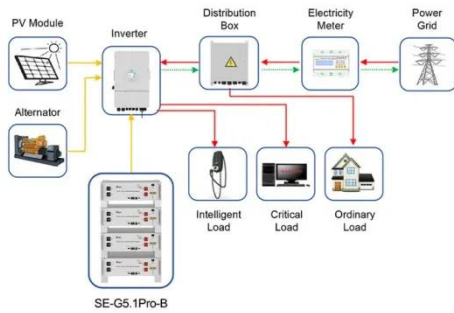 PV Module
Inverter
Distribution
Box
Electricity
Meter
Power
Grid
Alternator
Intelligent
Load
Critical
Load
Ordinary
Load
SE-G5.1Pro-B